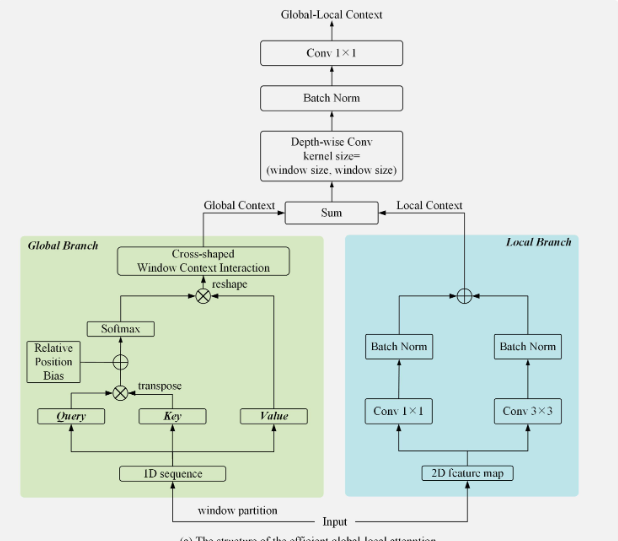 Global-Local Context
Conv 1×1
Batch Norm
Depth-wise Conv
kernel size=
(window size, window size)
Global Context
Sum
Local Context
Global Branch
Local Branch
Cross-shaped
Window Context Interaction
reshape
Softmax
Relative
Position
Bias
transpose
Query
Key
Value
1D sequence
Batch Norm
Batch Norm
Conv 1×1
Conv 3×3
2D feature map
window partition
Input
(a) The structure of the efficient global-local attention